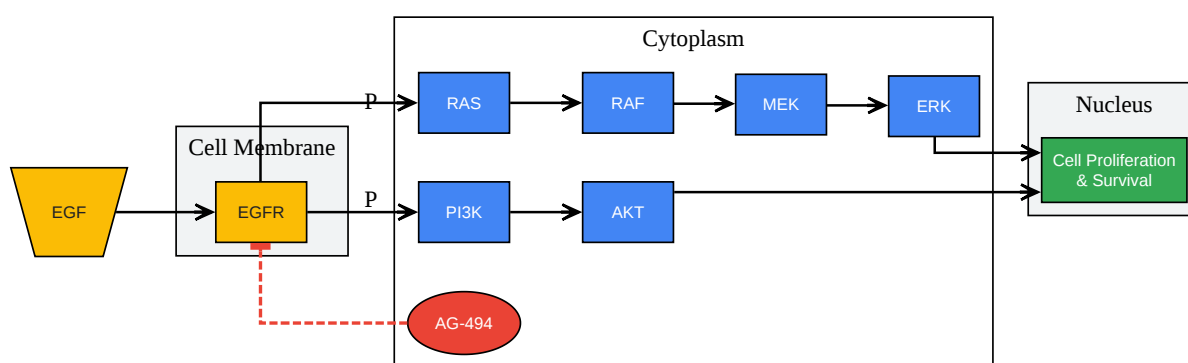 Cytoplasm
P
RAS
RAF
MEK
ERK
Nucleus
Cell Membrane
Cell Proliferation
& Survival
EGF
EGFR
P
PI3K
AKT
AG-494